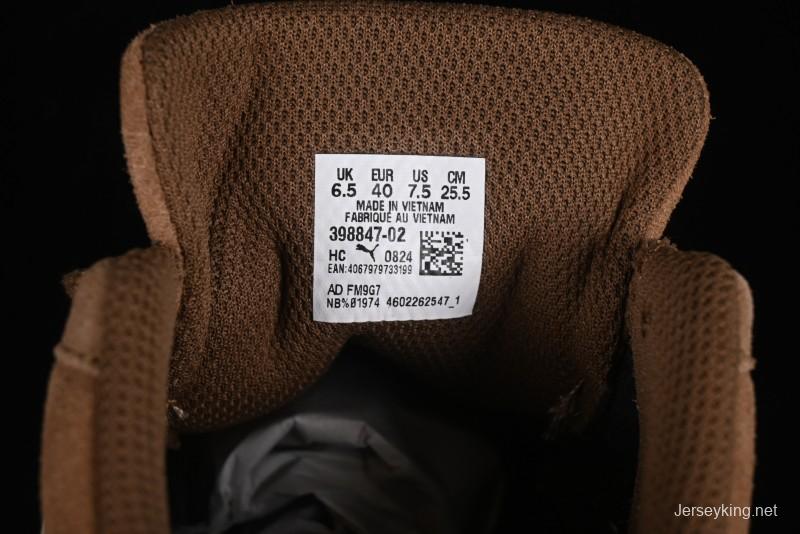 UK EUR US CM
6.5 40 7.5 25.5
MADE IN VIETNAM
FABRIQUÉ AU VIETNAM
398847-02
HC 0824
EAN:4067979733199
AD FM9G7
NB%01974 4602262547_1
Jerseyking.net